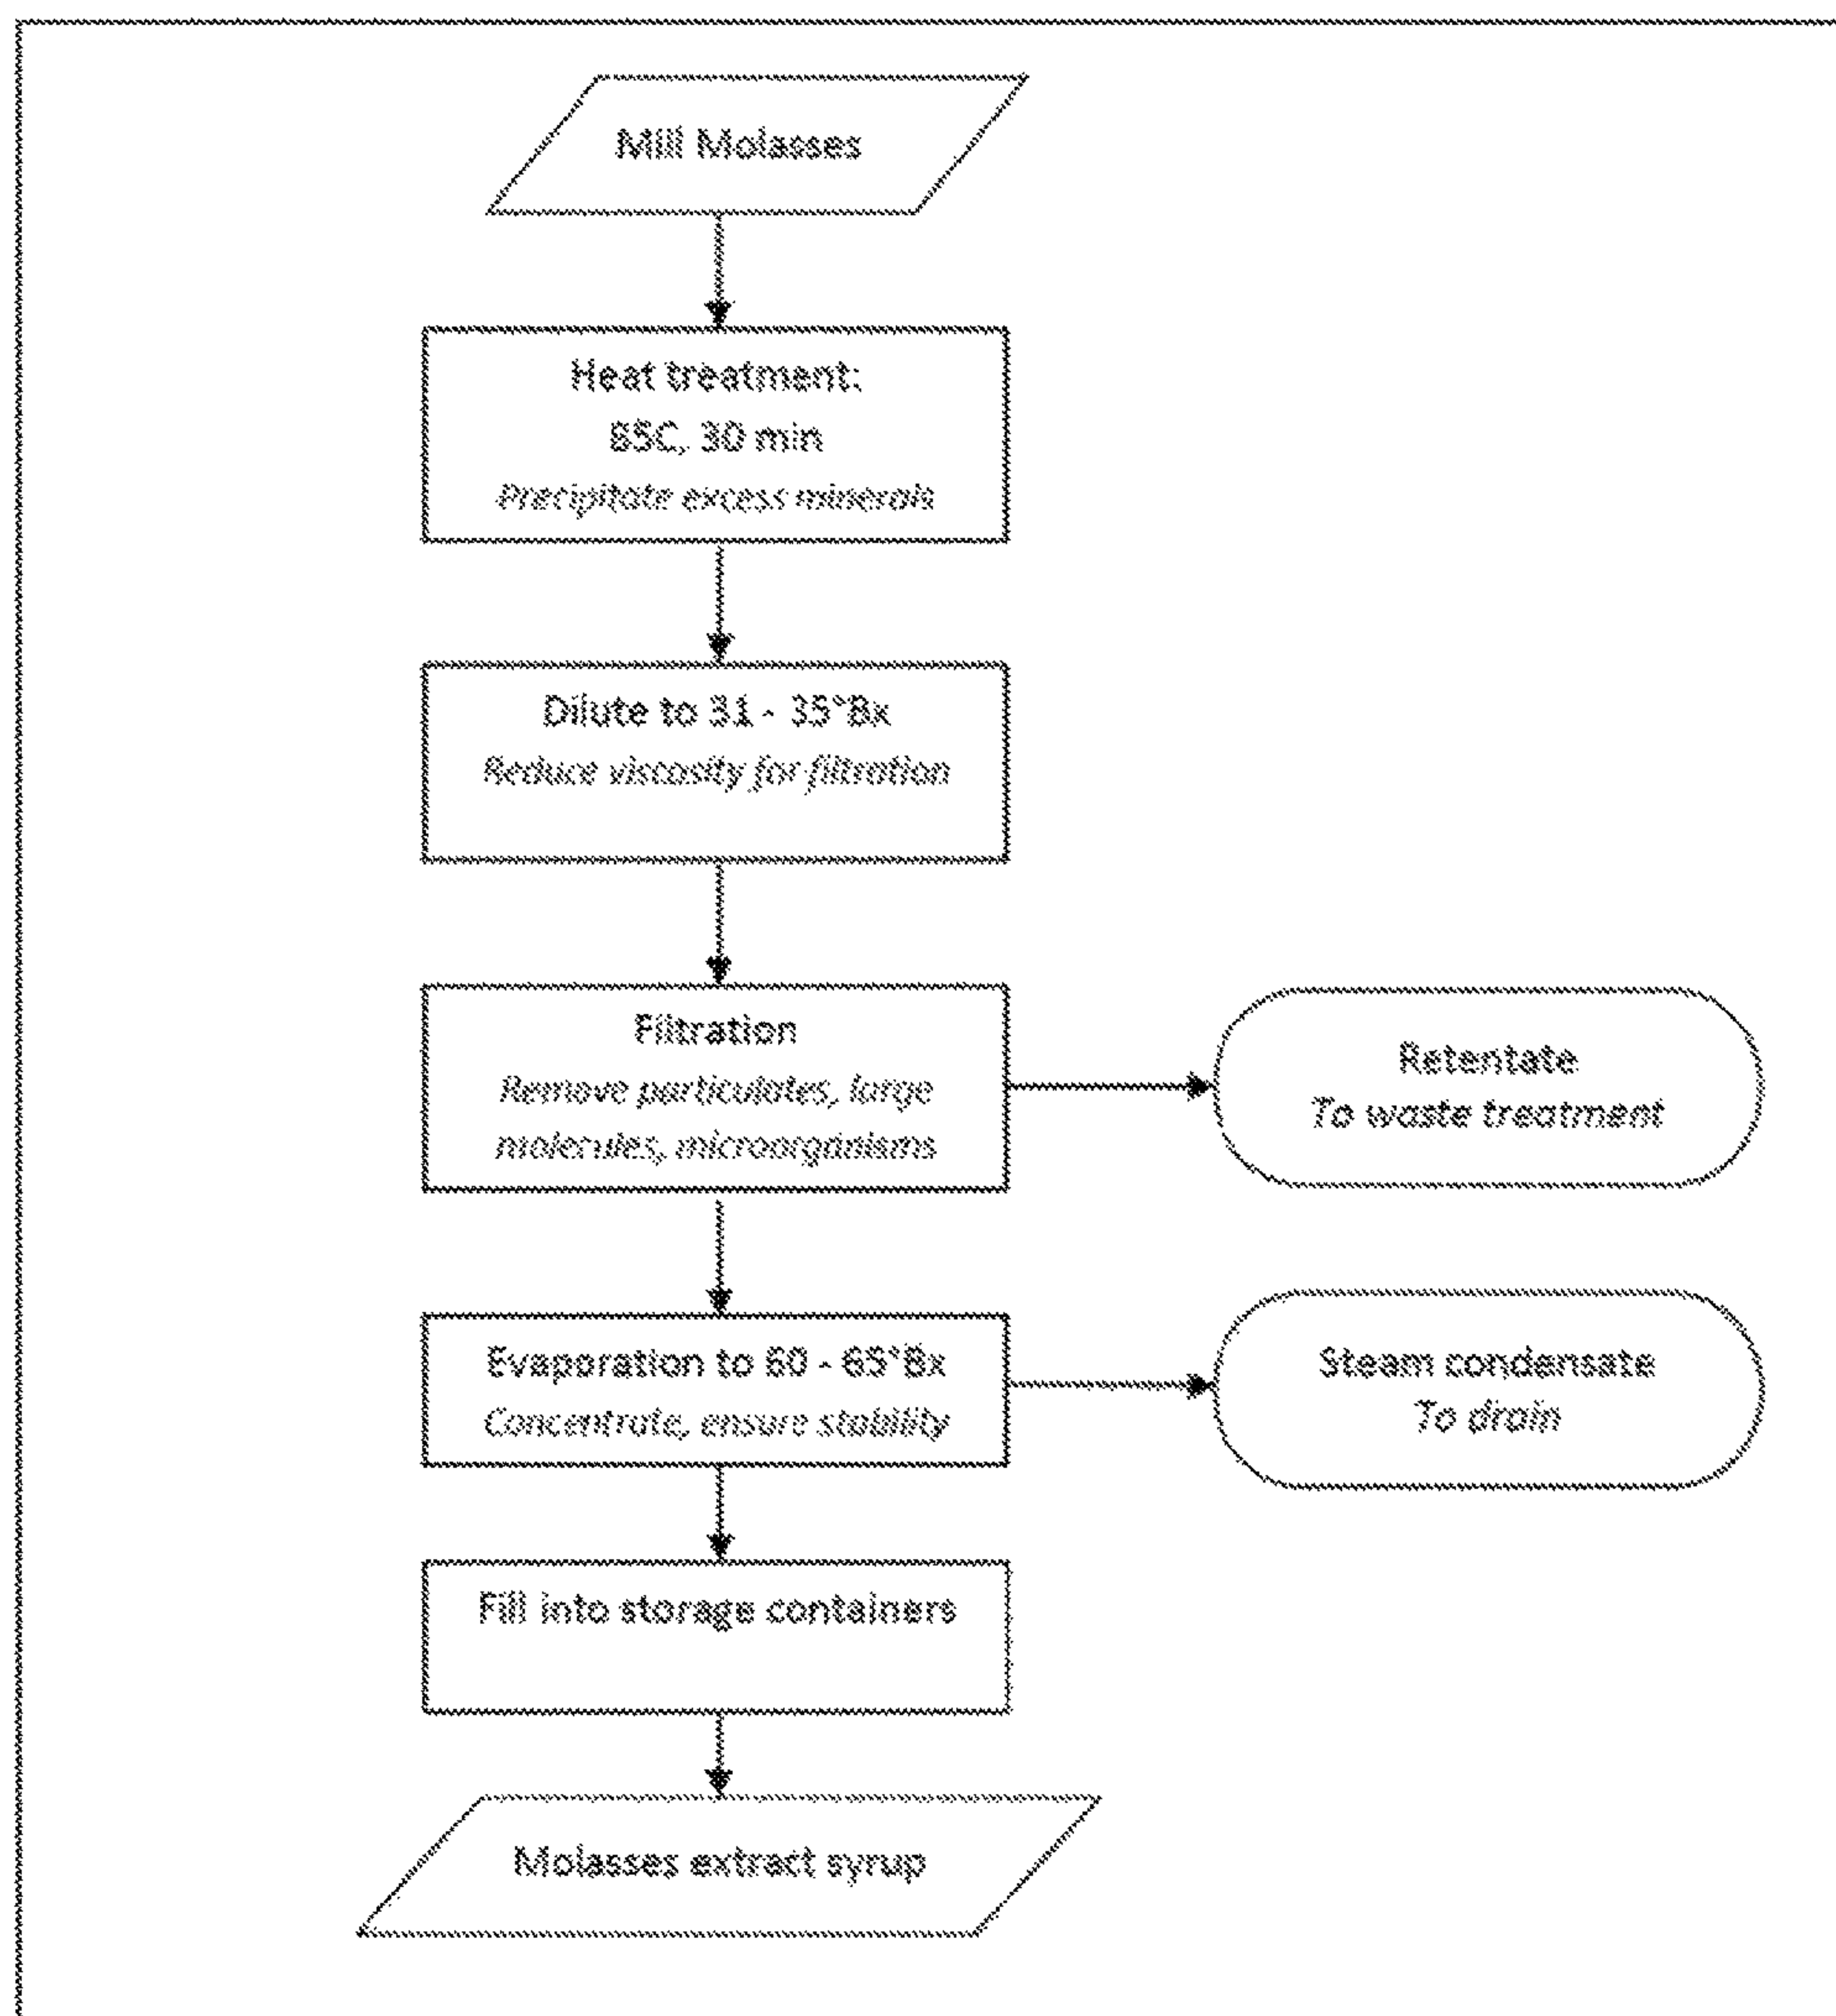 Mill Molasses
Heat treatment:
30 min
Precipitate excess minerals
Dilute to 31 - 35°Bx
Reduce viscosity for filtration
Filtration
Remove particulates, large
molecules, microorganisms
Retentate
To waste treatment
Evaporation to 60 - 65°Bx
Concentrate, ensure stability
Steam condensate
To drain
Fill into storage containers
Molasses extract syrup